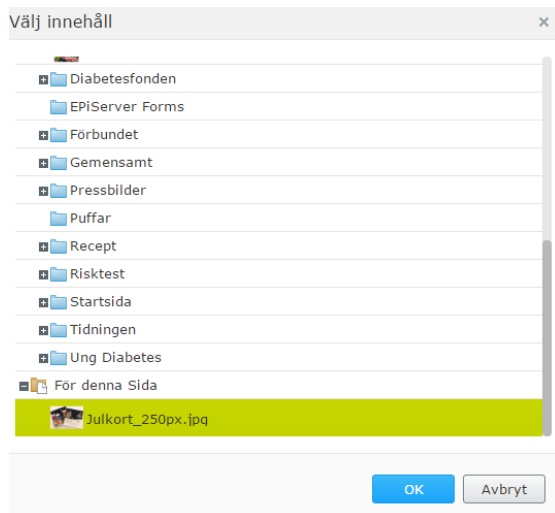 Välj innehåll
Diabetesfonden
EPiServer Forms
Förbundet
Gemensamt
Pressbilder
Puffar
Recept
Risktest
Startsida
Tidningen
Ung Diabetes
För denna Sida
Julkort_250px.jpg
OK Avbryt